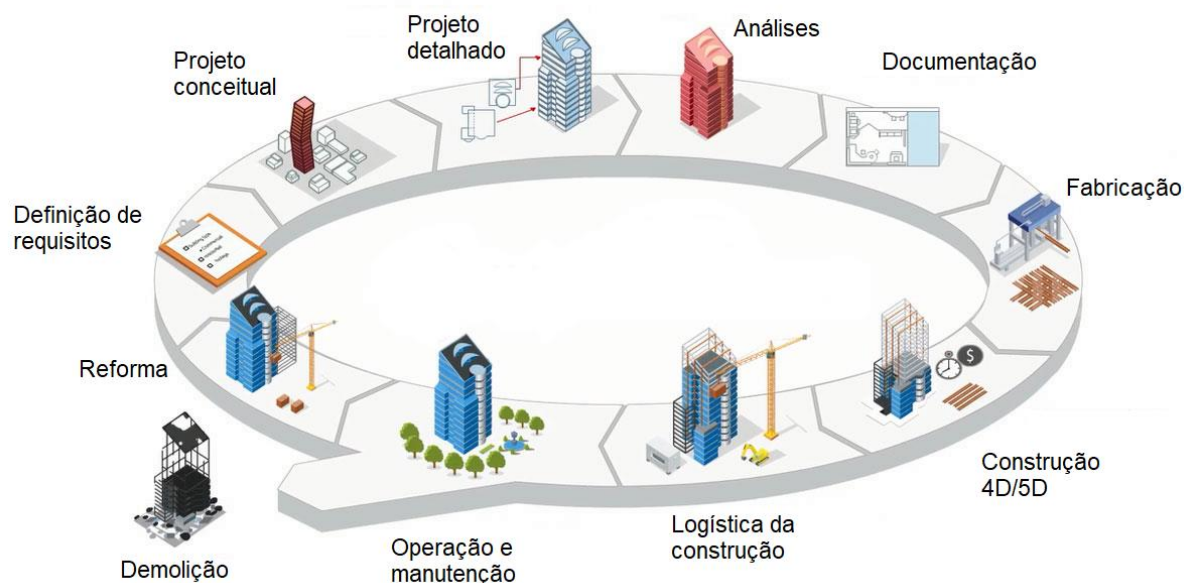 Projeto
conceitual
Projeto
detalhado
Análises
Documentação
Fabricação
Construção
4D/5D
Logística da
construção
Operação e
manutenção
Demolição
Reforma
Definição de
requisitos
$